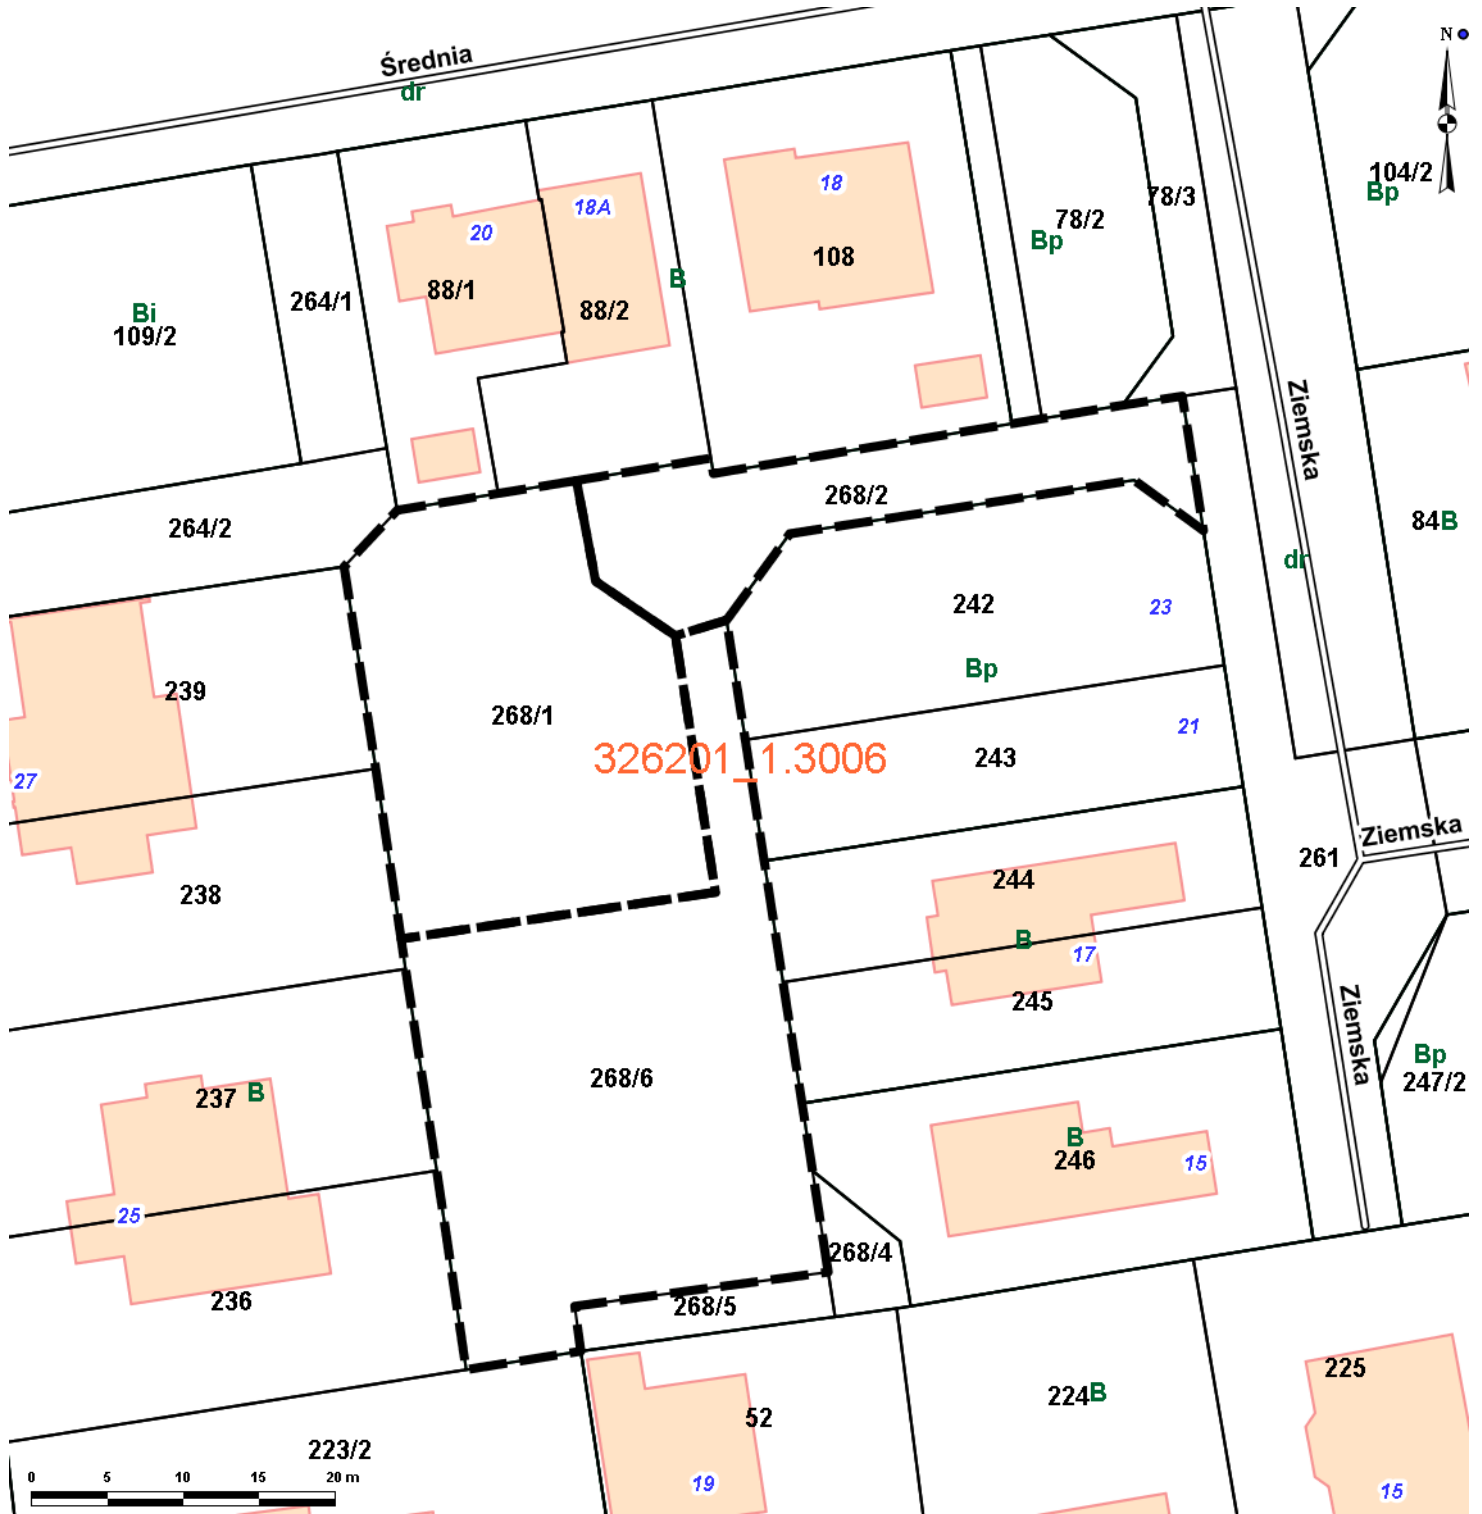 Średnia
dr
N
104/2
Bp
78/3
78/2
Bp
18
108
18A
20
88/1
88/2
B
264/1
Bi
109/2
Ziemska
268/2
84B
264/2
dr
242
23
Bp
239
268/1
21
243
326201_1.3006
27
Ziemska
261
238
244
B
17
245
Ziemska
Bp
247/2
268/6
237 B
B
246
15
25
268/4
236
268/5
225
224B
52
223/2
19
15
0 5 10 15 20 m